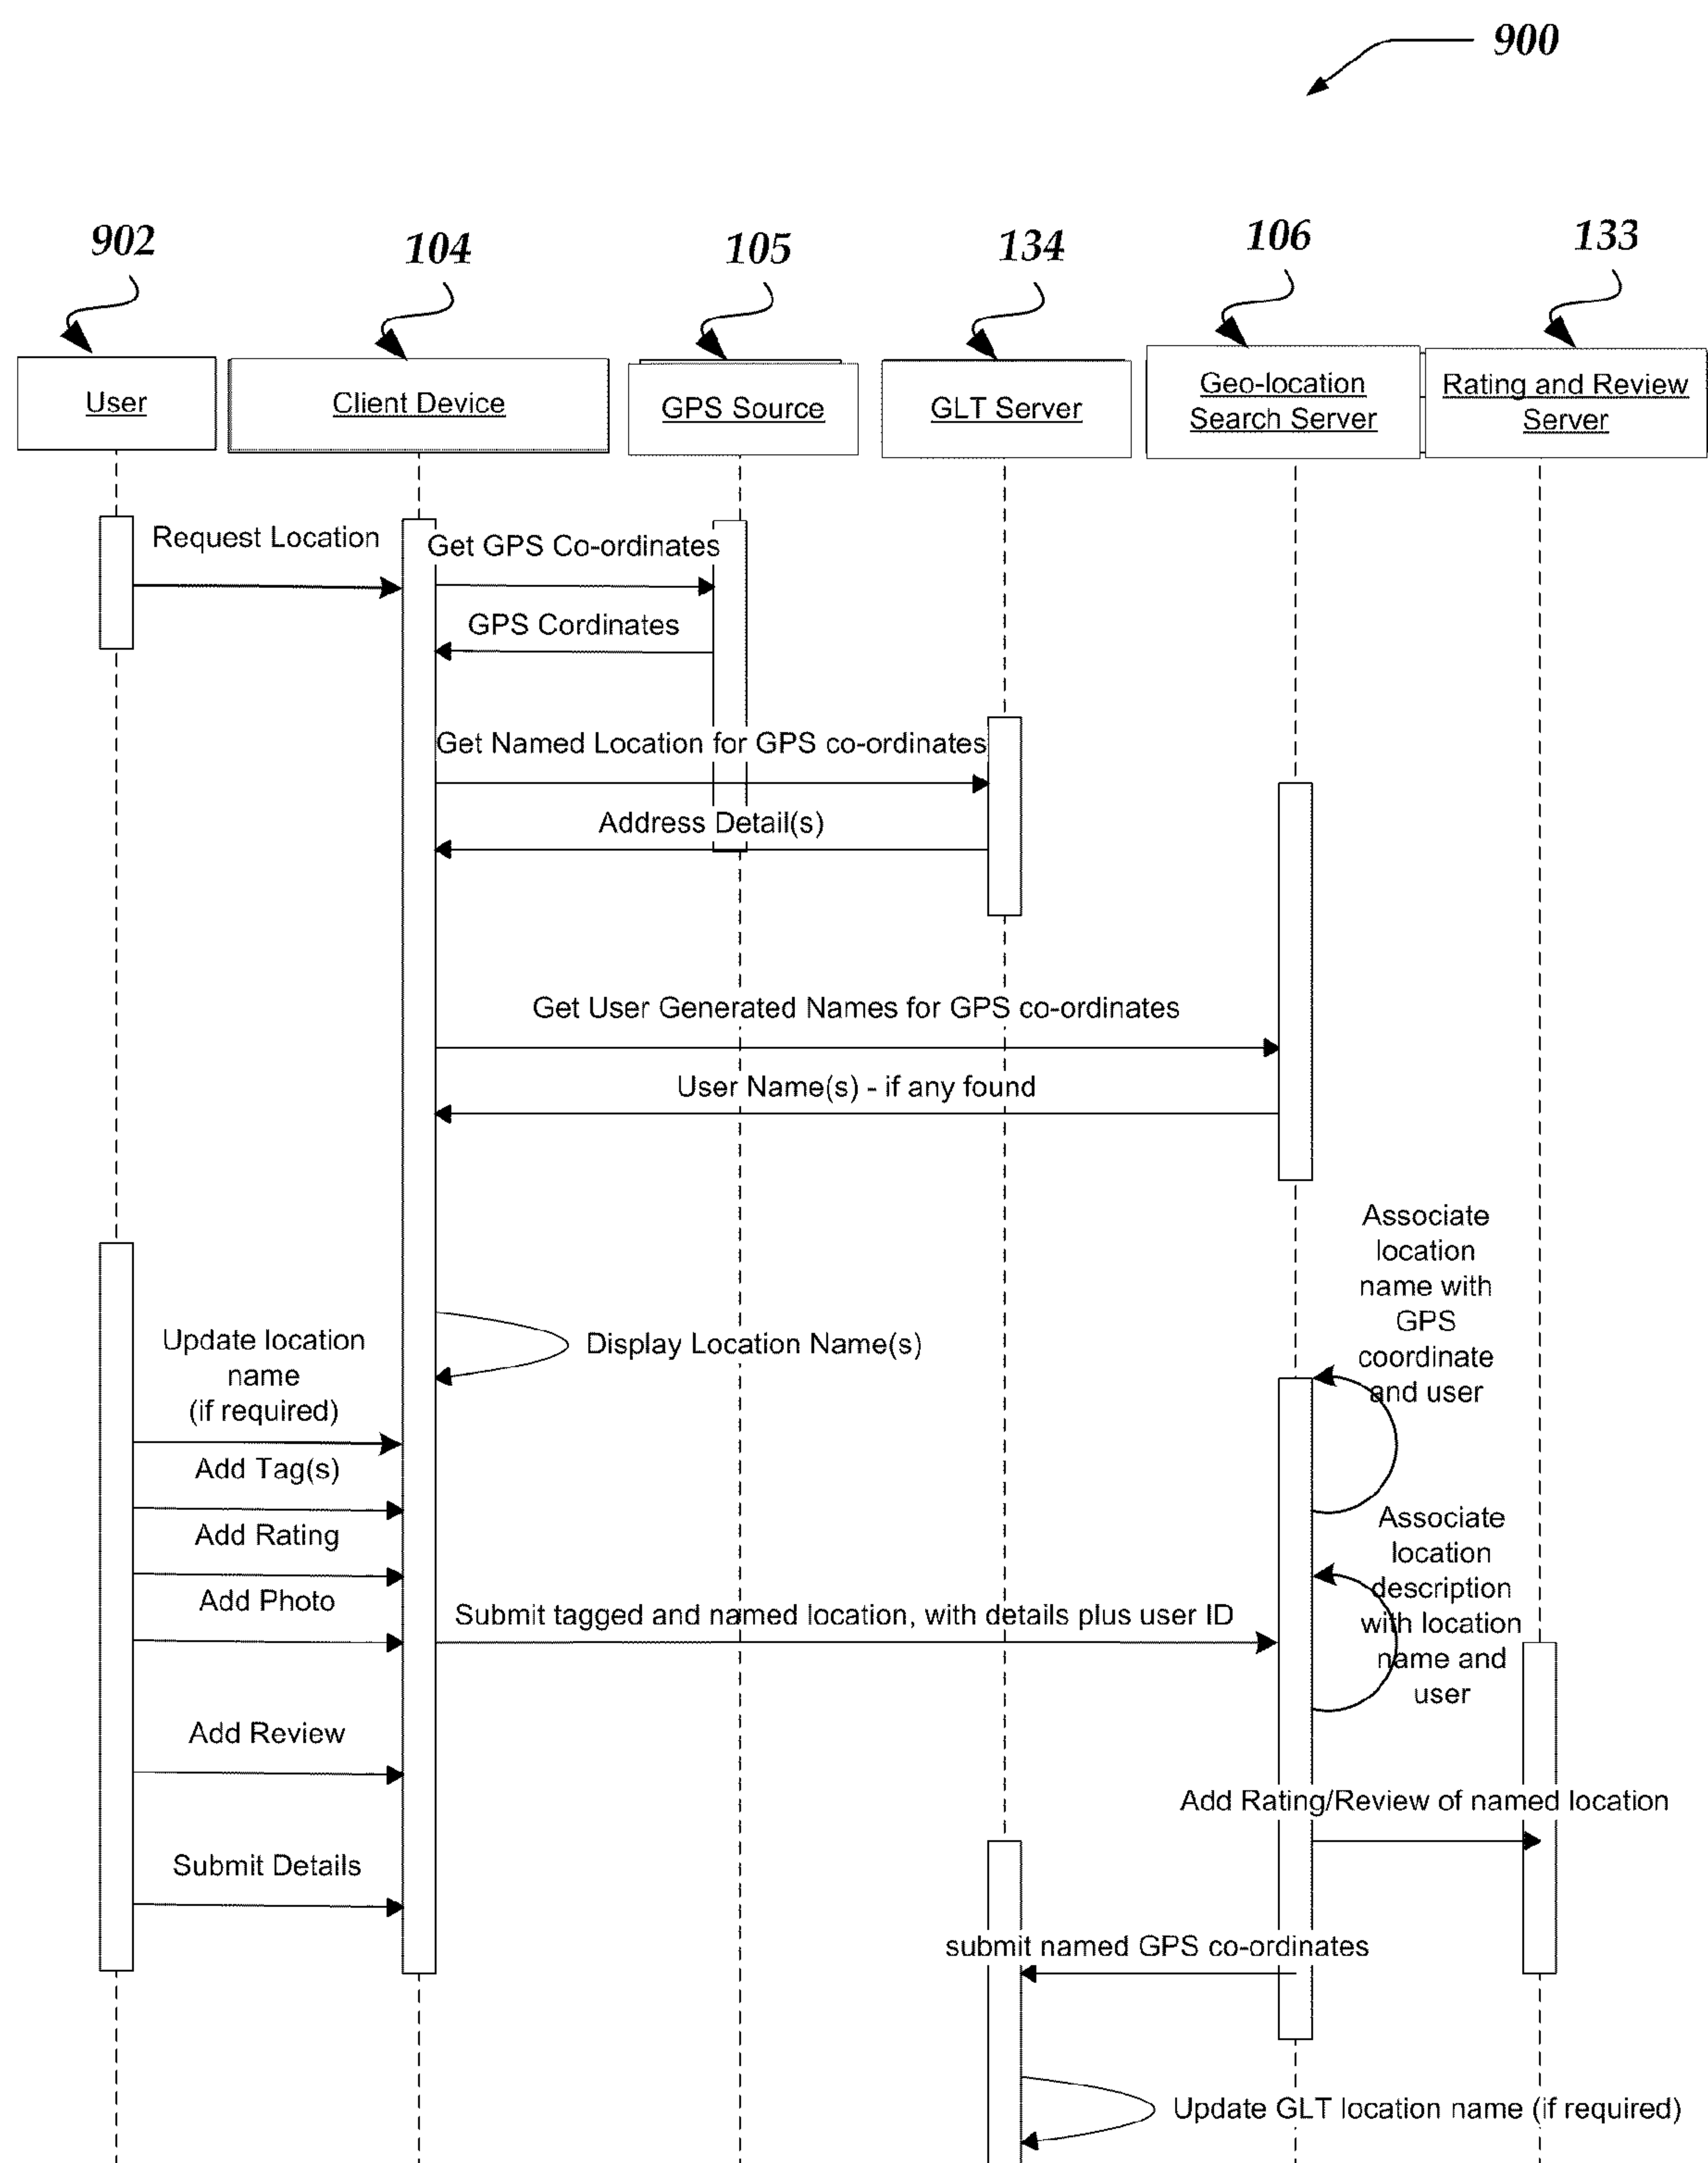 900
902
104
105
134
106
133
User
Client Device
GPS Source
GLT Server
Geo-location
Search Server
Rating and Review
Server
Request Location
Get GPS Co-ordinates
GPS Cordinates
Get Named Location for GPS co-ordinates
Address Detail(s)
Get User Generated Names for GPS co-ordinates
User Name(s) - if any found
Associate
location
name with
GPS
coordinate
and user
Display Location Name(s)
Update location
name
(if required)
Add Tag(s)
Add Rating
Add Photo
Submit tagged and named location, with details plus user ID
Associate
location
description
with location
name and
user
Add Review
Add Rating/Review of named location
Submit Details
submit named GPS co-ordinates
Update GLT location name (if required)